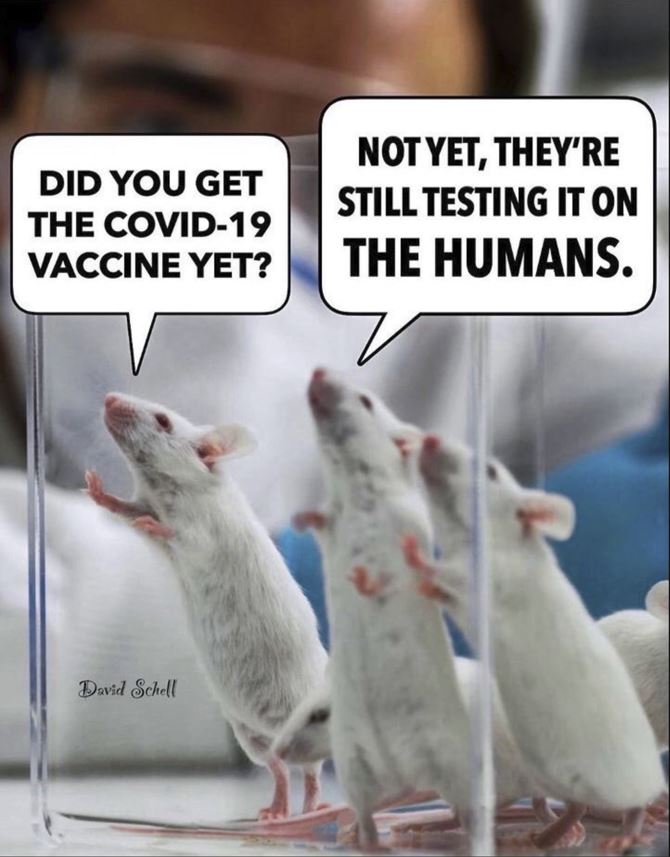 DID YOU GET
THE COVID-19
VACCINE YET?
NOT YET, THEY'RE
STILL TESTING IT ON
THE HUMANS.
David Schell